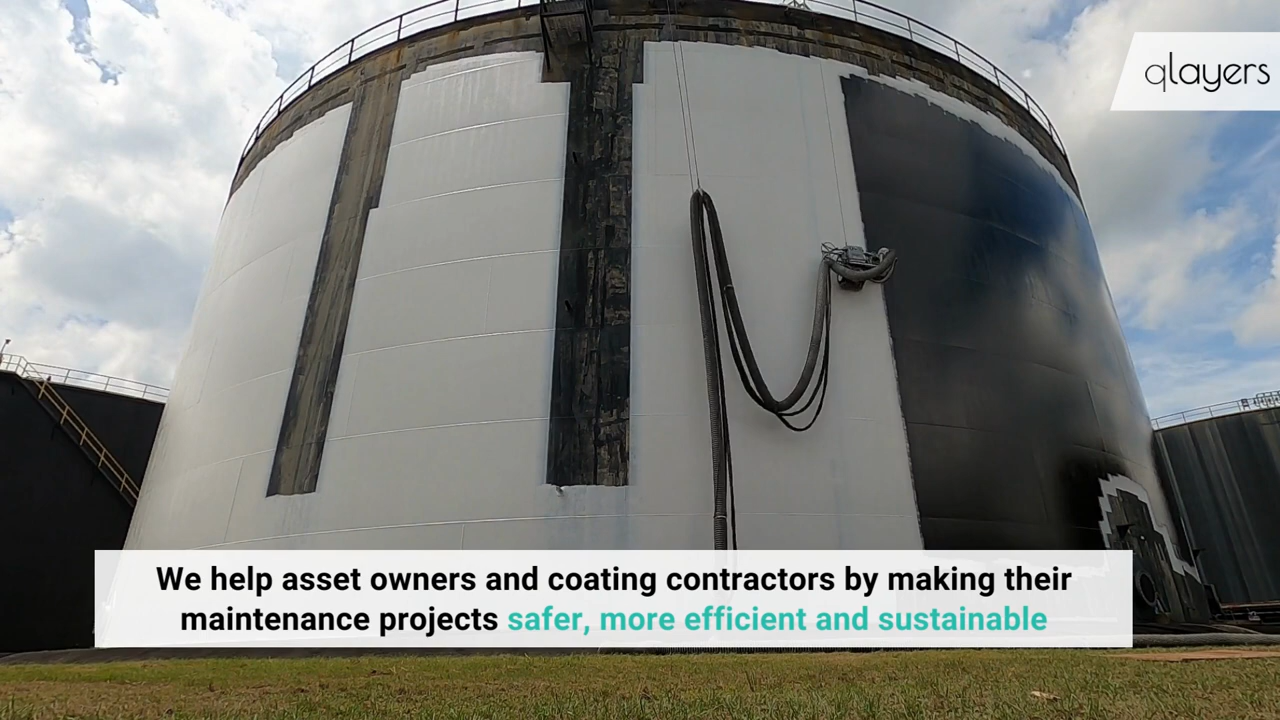 qlayers
We help asset owners and coating contractors by making their
maintenance projects safer, more efficient and sustainable